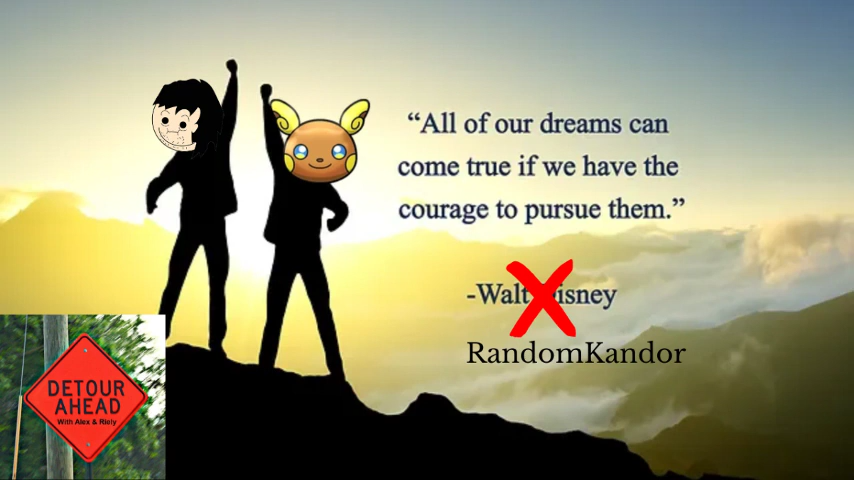 “All of our dreams can
come true if we have the
courage to pursue them.”
-Walt Disney
RandomKandor
DETOUR
AHEAD
With Alex & Riely